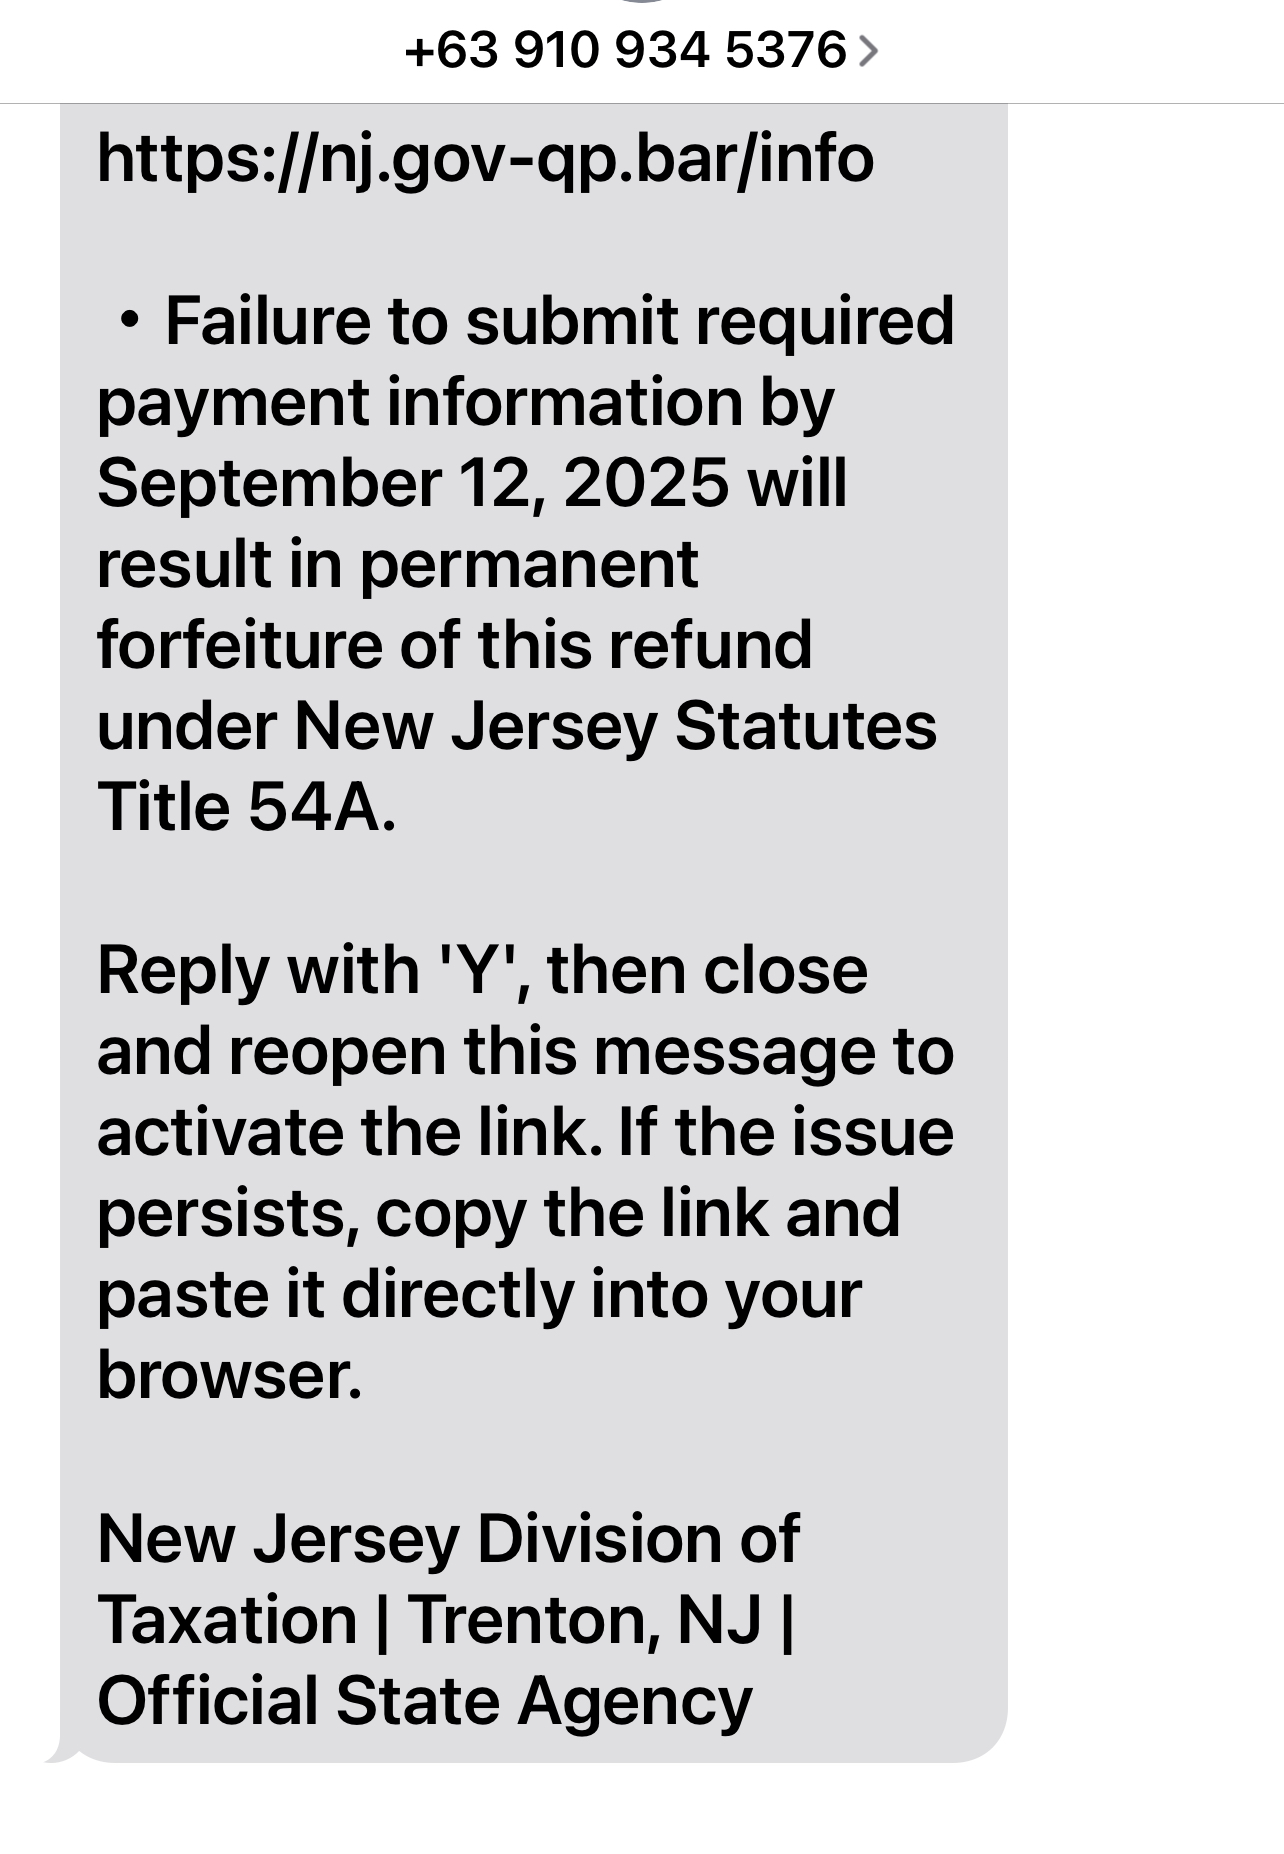 +63 910 934 5376
https://nj.gov-qp.bar/info
• Failure to submit required
payment information by
September 12, 2025 will
result in permanent
forfeiture of this refund
under New Jersey Statutes
Title 54A.
Reply with 'Y', then close
and reopen this message to
activate the link. If the issue
persists, copy the link and
paste it directly into your
browser.
New Jersey Division of
Taxation | Trenton, NJ |
Official State Agency